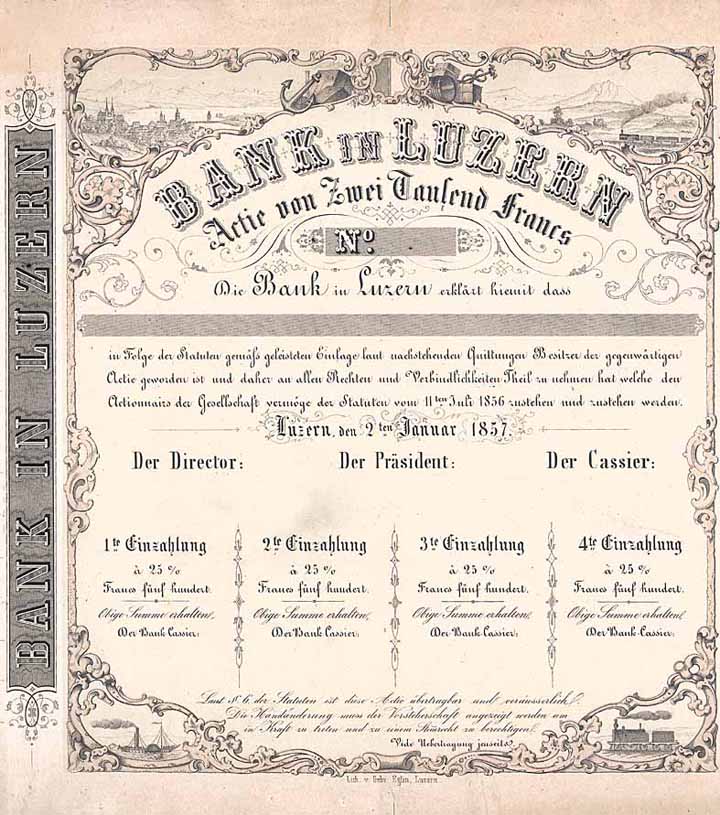 BANK IN LUZERN
BANK IN LUZERN
Actie von Zwei Tausend Francs
No.
Die Bank in Luzern erklärt hiemit dass
in Folge der Statuten gemäfs geleisteten Einlage laut nachstehenden Quittungen Besitzer der gegenwärtigen
Actie geworden ist und daher an allen Rechten und Verbindlichkeiten Theil zu nehmen hat welche den
Actionnairs der Gesellschaft vermöge der Statuten vom 11ten Juli 1856 zustehen und zustehen werden.
Luzern, den 2ten Januar 1857.
Der Director: Der Präsident: Der Cassier:
1te Einzahlung 2te Einzahlung 3te Einzahlung 4te Einzahlung
à 25 % à 25 % à 25 % à 25 %
Francs fünf hundert. Francs fünf hundert. Francs fünf hundert. Francs fünf hundert.
Obige Summe erhalten, Obige Summe erhalten, Obige Summe erhalten, Obige Summe erhalten,
Der Bank Cassier: Der Bank Cassier: Der Bank Cassier: Der Bank Cassier:
Laut § 6. der Statuten ist diese Actie übertragbar und veräusserlich.
Die Handänderung muss der Vorsteherschaft angezeigt werden um
in Kraft zu treten und zu einem Stimmrecht zu berechtigen.
Vide Uebertragung jenseits.
Lith. v. Gebr. Eglin, Luzern.